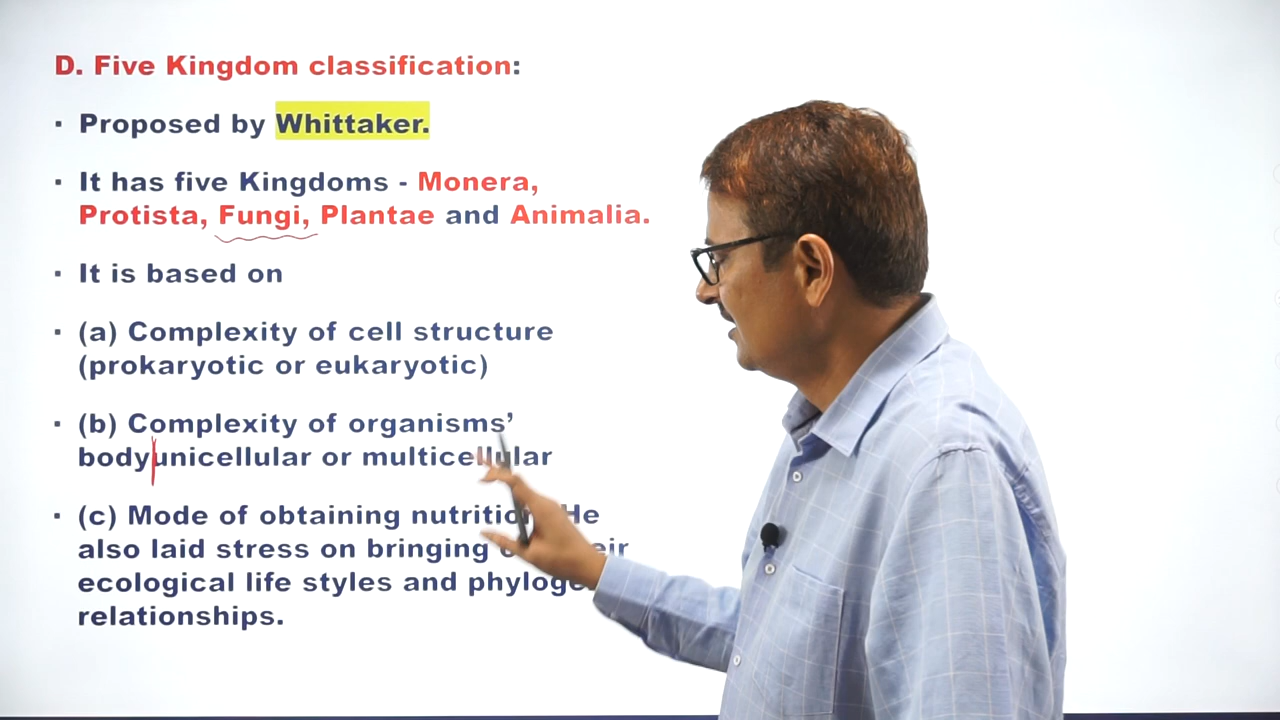 D. Five Kingdom classification:
▪ Proposed by Whittaker.
▪ It has five Kingdoms - Monera,
Protista, Fungi, Plantae and Animalia.
▪ It is based on
▪ (a) Complexity of cell structure
(prokaryotic or eukaryotic)
▪ (b) Complexity of organisms’
body unicellular or multicellular
▪ (c) Mode of obtaining nutrition He
also laid stress on bringing
ecological life styles and
relationships.